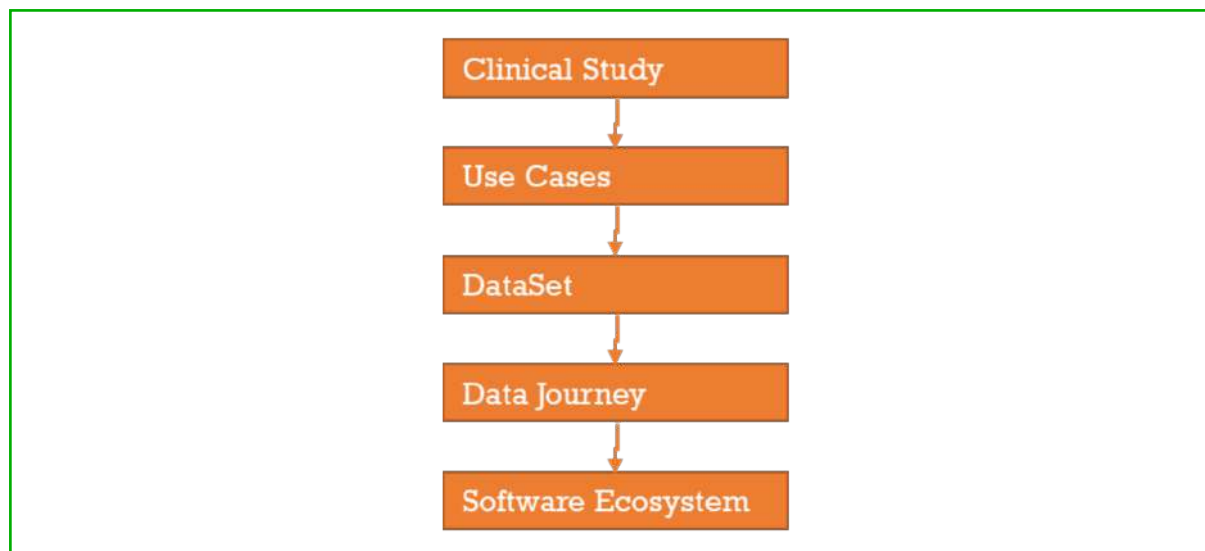 Clinical Study
Use Cases
DataSet
Data Journey
Software Ecosystem